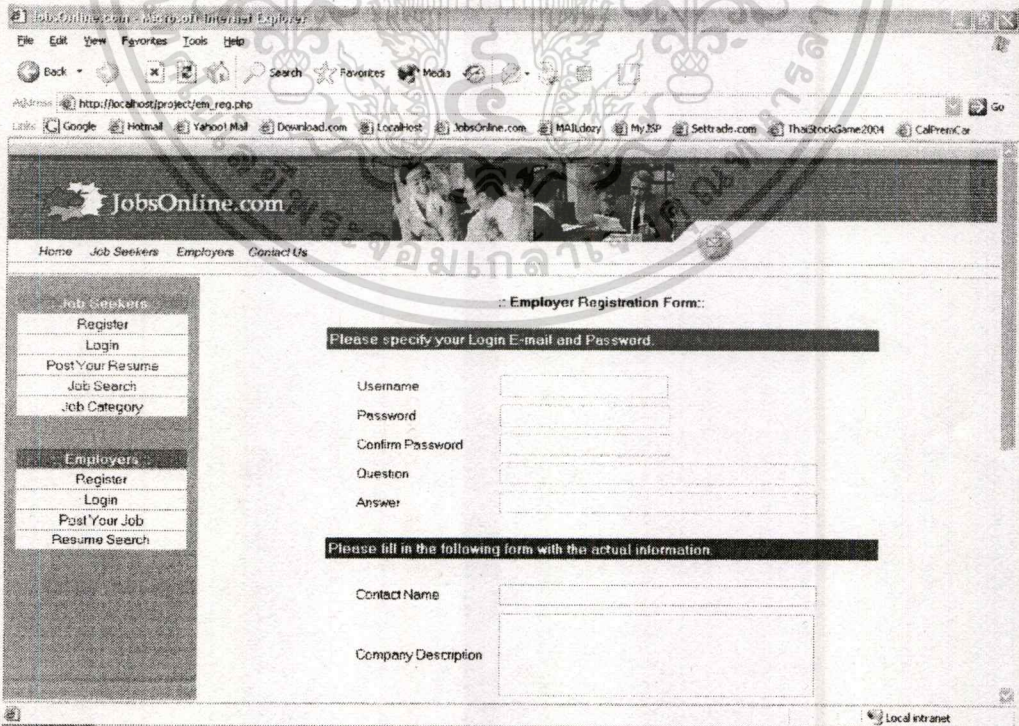 JobsOnline.com - Microsoft Internet Explorer
File Edit View Favorites Tools Help
Back Search Favorites Media
Address http://localhost/project/em_reg.php Go
Links Google Hotmail Yahoo! Mail Download.com LocalHost JobsOnline.com MAILdozy My JSP Settrade.com ThaiStockGame2004 CalPremCar
JobsOnline.com
Home Job Seekers Employers Contact Us
Job Seekers
Register
Login
Post Your Resume
Job Search
Job Category
Employers
Register
Login
Post Your Job
Resume Search
:: Employer Registration Form::
Please specify your Login E-mail and Password.
Username
Password
Confirm Password
Question
Answer
Please fill in the following form with the actual information
Contact Name
Company Description
Local intranet